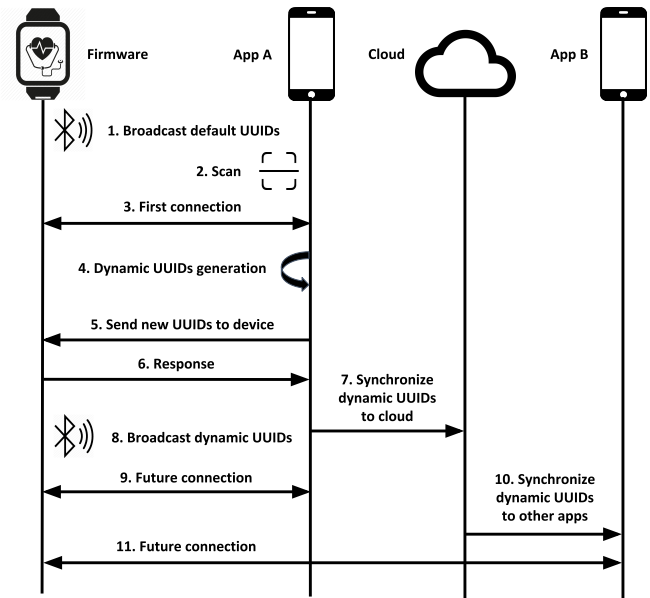 Firmware
App A
Cloud
App B
1. Broadcast default UUIDs
2. Scan
3. First connection
4. Dynamic UUIDs generation
5. Send new UUIDs to device
6. Response
7. Synchronize
dynamic UUIDs
to cloud
8. Broadcast dynamic UUIDs
9. Future connection
10. Synchronize
dynamic UUIDs
to other apps
11. Future connection